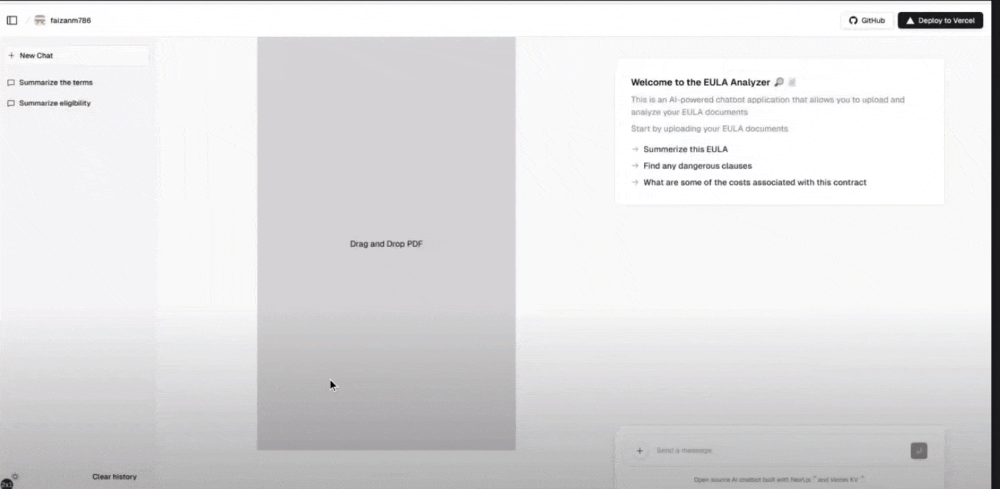 faizanm786
GitHub
Deploy to Vercel
New Chat
Summarize the terms
Summarize eligibility
Clear history
Drag and Drop PDF
Welcome to the EULA Analyzer
This is an AI-powered chatbot application that allows you to upload and
analyze your EULA documents
Start by uploading your EULA documents
Summerize this EULA
Find any dangerous clauses
What are some of the costs associated with this contract
Send a message.
Open source AI chatbot built with Next.js and Vercel KV